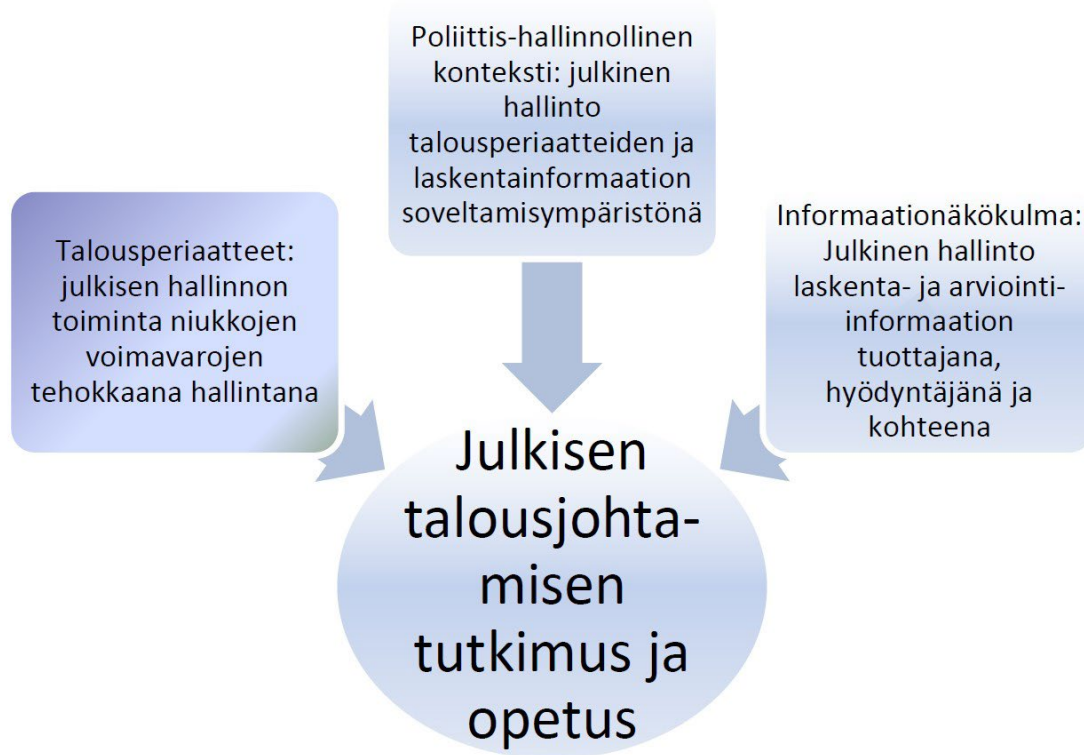 Poliittis-hallinnollinen
konteksti: julkinen
hallinto
talousperiaatteiden ja
laskentainformaation
soveltamisympäristönä
Talousperiaatteet:
julkisen hallinnon
toiminta niukkojen
voimavarojen
tehokkaana hallintana
Informaationäkökulma:
Julkinen hallinto
laskenta- ja arviointi-
informaation
tuottajana,
hyödyntäjänä ja
kohteena
Julkisen
talousjohta-
misen
tutkimus ja
opetus